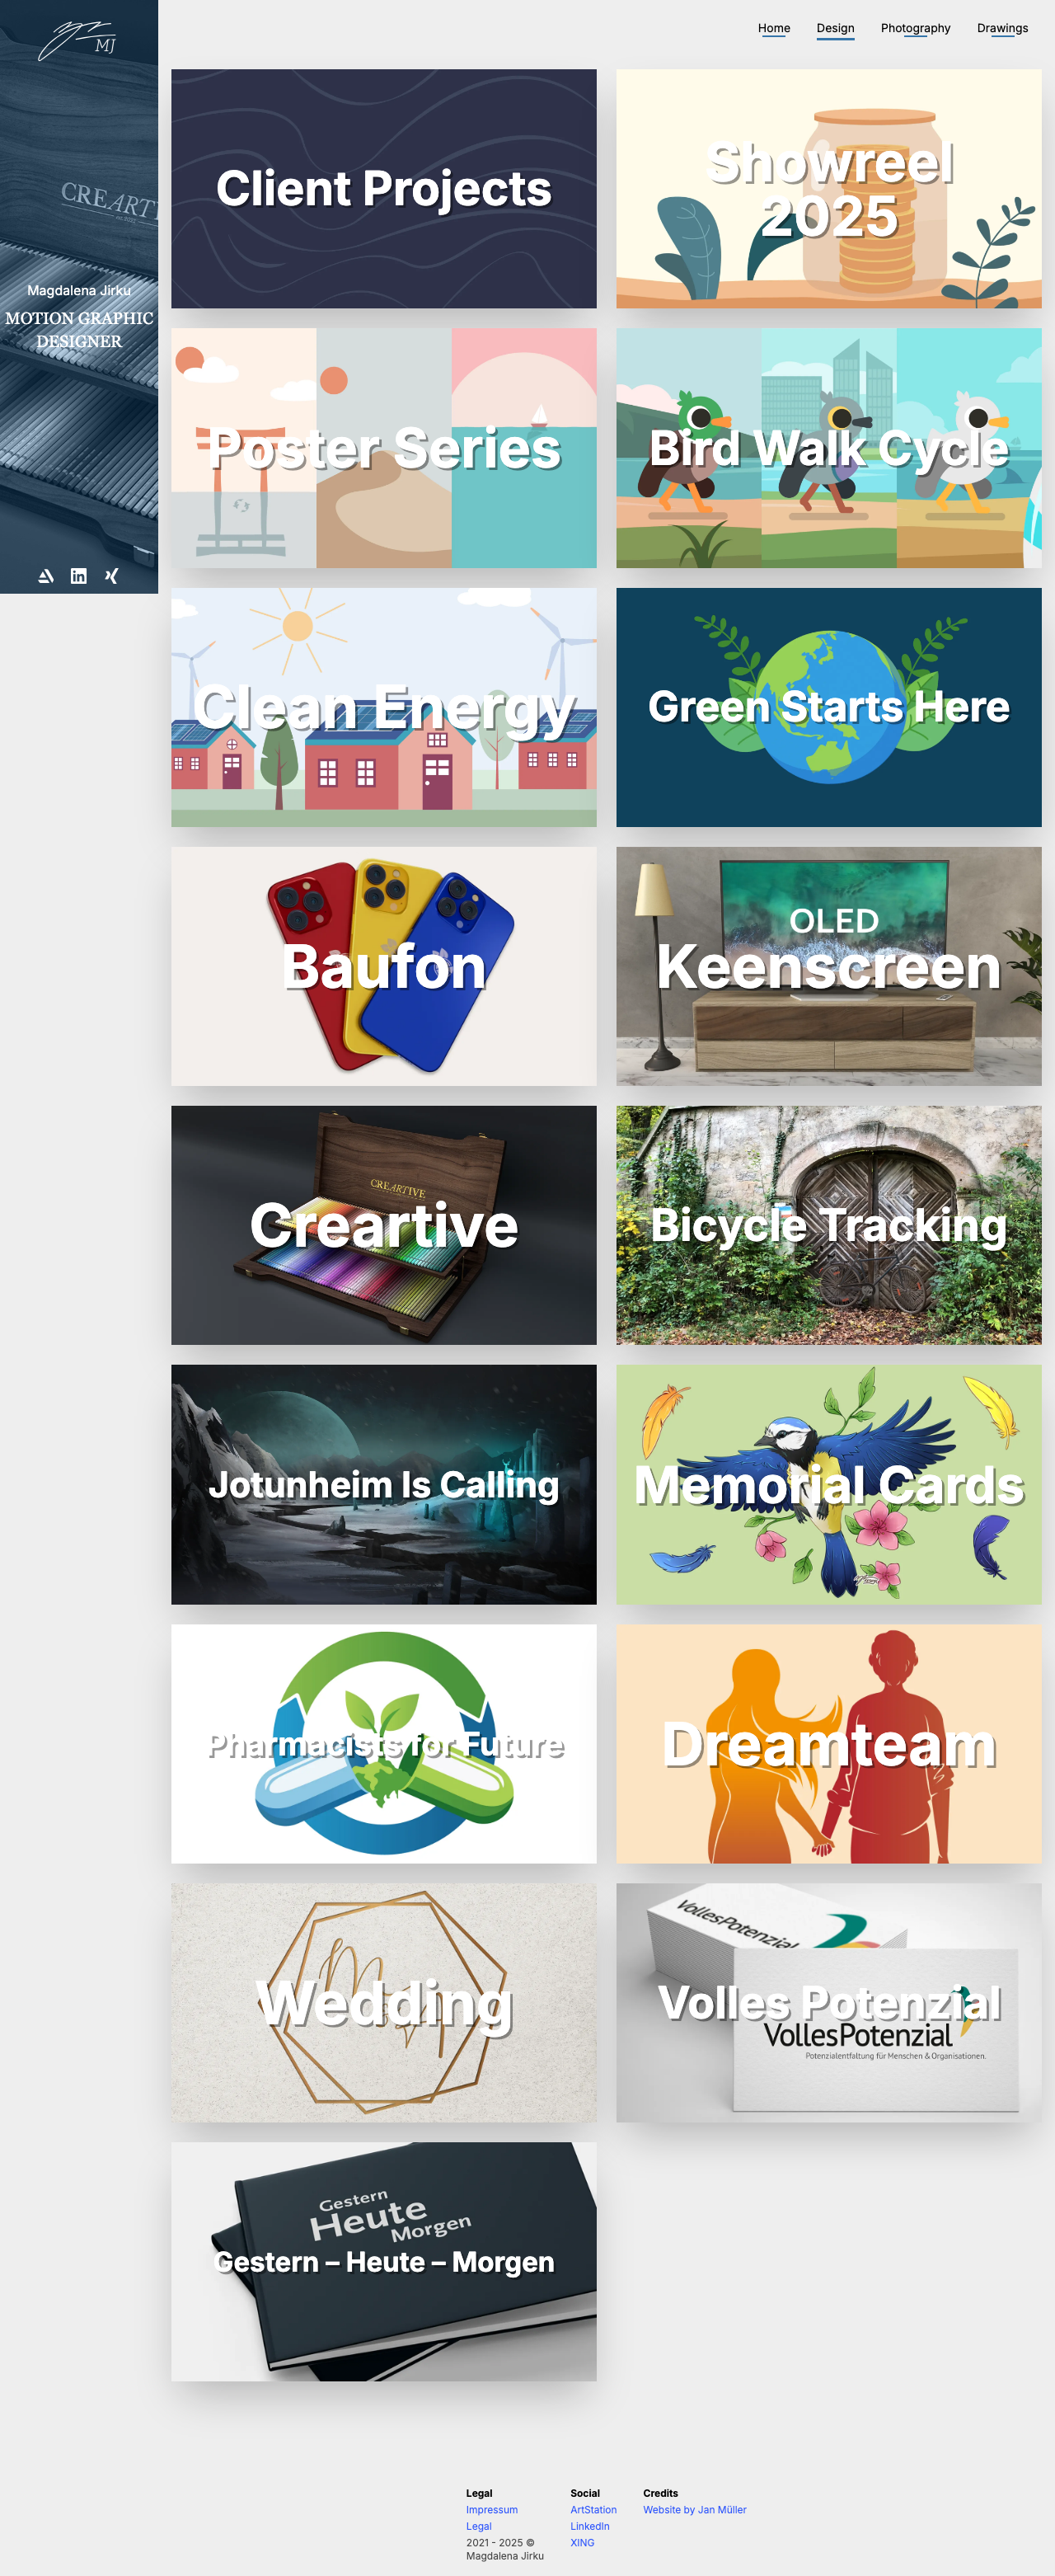 MJ
CREARTI
Magdalena Jirku
MOTION GRAPHIC
DESIGNER
Home Design Photography Drawings
Client Projects
Showreel
2025
Poster Series
Bird Walk Cycle
Clean Energy
Green Starts Here
Baufon
OLED
Keenscreen
CREARTIVE
Creartive
Bicycle Tracking
Jotunheim Is Calling
Memorial Cards
Pharmacists for Future
Dreamteam
Wedding
VollesPotenzial
Volles Potenzial
VollesPotenzial
Potenzialentfaltung für Menschen & Organisationen.
Gestern
Heute
Morgen
Gestern – Heute – Morgen
Legal
Impressum
Legal
2021 - 2025 ©
Magdalena Jirku
Social
ArtStation
LinkedIn
XING
Credits
Website by Jan Müller